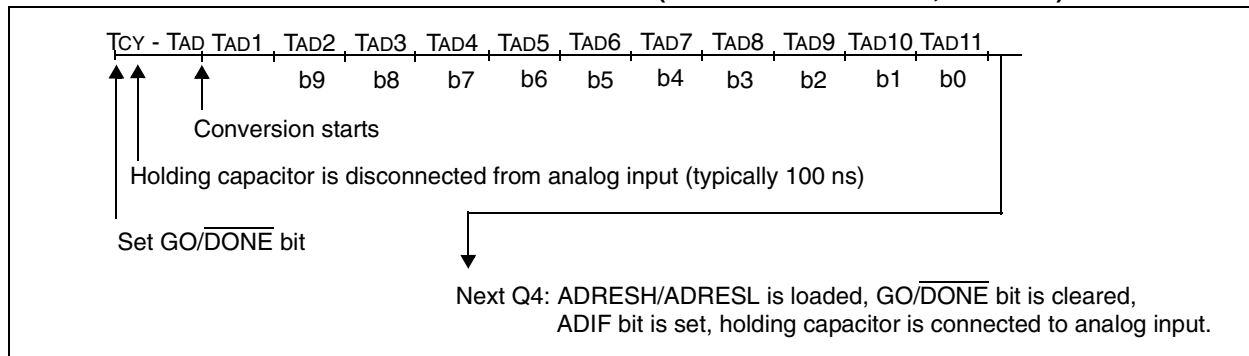 TCY - TAD TAD1 TAD2 TAD3 TAD4 TAD5 TAD6 TAD7 TAD8 TAD9 TAD10 TAD11
b9 b8 b7 b6 b5 b4 b3 b2 b1 b0
Conversion starts
Holding capacitor is disconnected from analog input (typically 100 ns)
Set GO/DONE bit
Next Q4: ADRESH/ADRESL is loaded, GO/DONE bit is cleared,
ADIF bit is set, holding capacitor is connected to analog input.